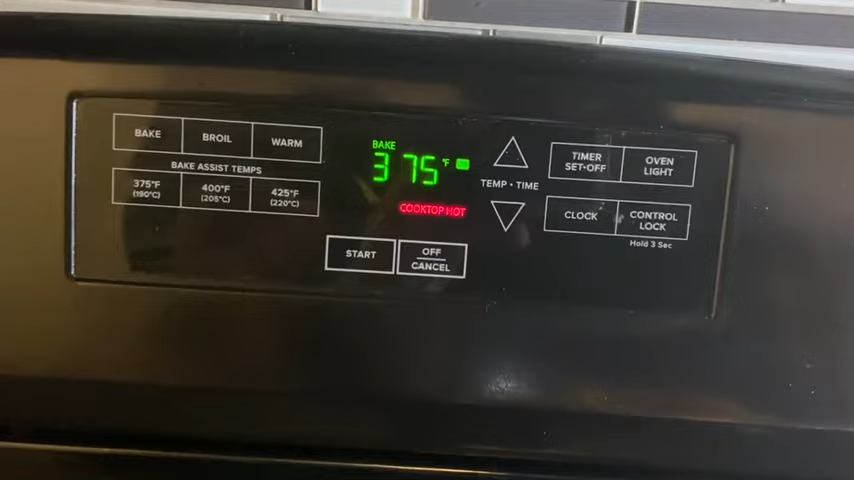 BAKE BROIL WARM
BAKE ASSIST TEMPS
375°F 400°F 425°F
(190°C) (205°C) (220°C)
BAKE
375°F
COOKTOP HOT
START
OFF
CANCEL
TEMP • TIME
TIMER
SET•OFF
OVEN
LIGHT
CLOCK
CONTROL
LOCK
Hold 3 Sec